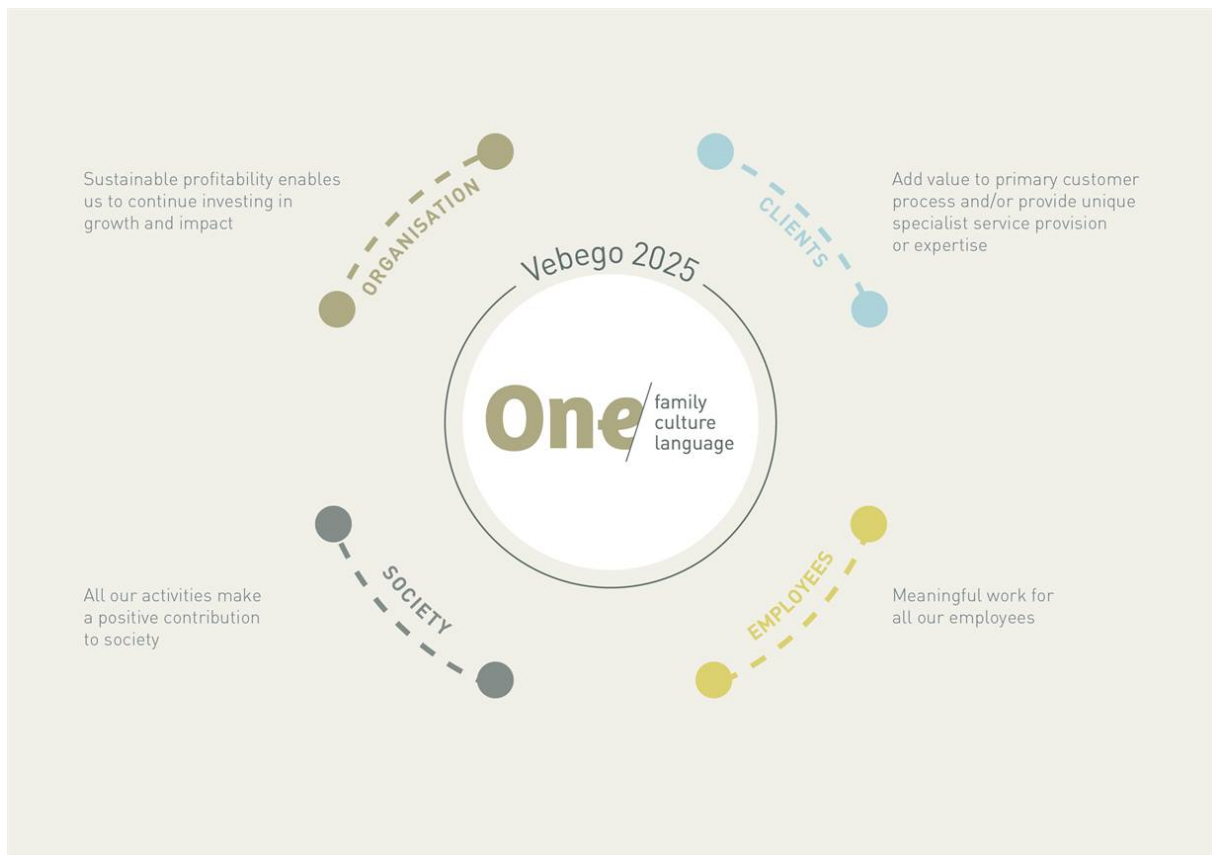 Sustainable profitability enables
us to continue investing in
growth and impact
ORGANISATION
CLIENTS
Add value to primary customer
process and/or provide unique
specialist service provision
or expertise
Vebego 2025
One
family
culture
language
All our activities make
a positive contribution
to society
SOCIETY
EMPLOYEES
Meaningful work for
all our employees